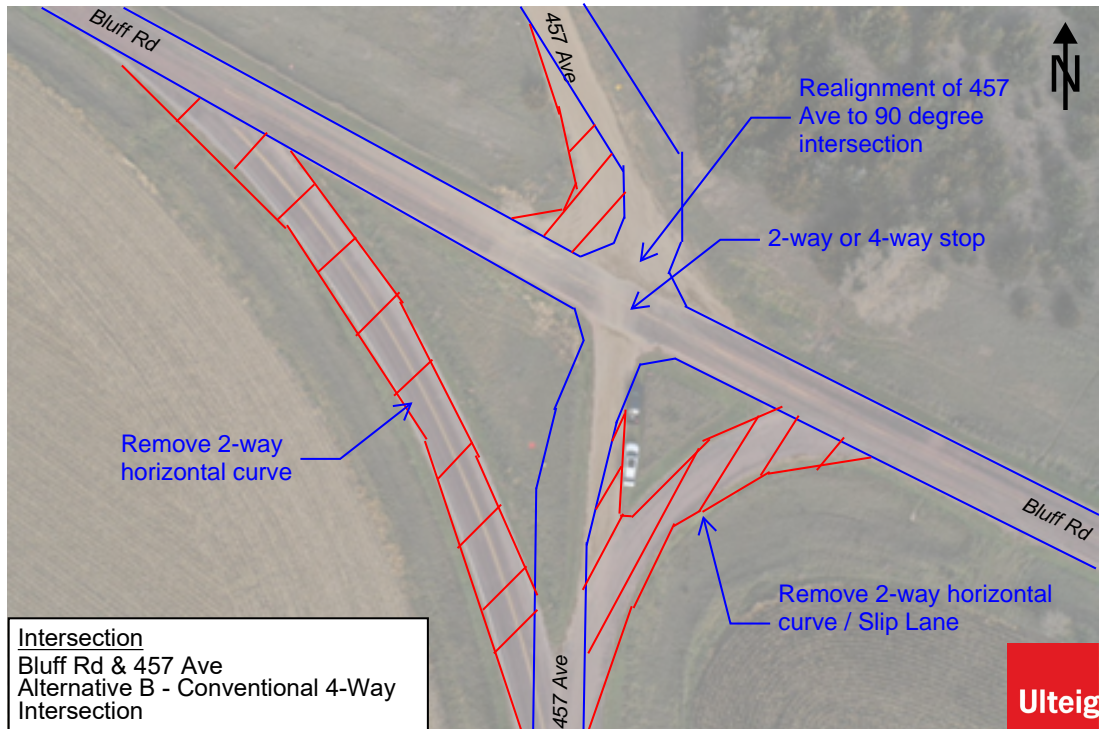 Bluff Rd
457 Ave
N
Realignment of 457
Ave to 90 degree
intersection
2-way or 4-way stop
Remove 2-way
horizontal curve
Bluff Rd
Remove 2-way horizontal
curve / Slip Lane
457 Ave
Intersection
Bluff Rd & 457 Ave
Alternative B - Conventional 4-Way
Intersection
Ulteig